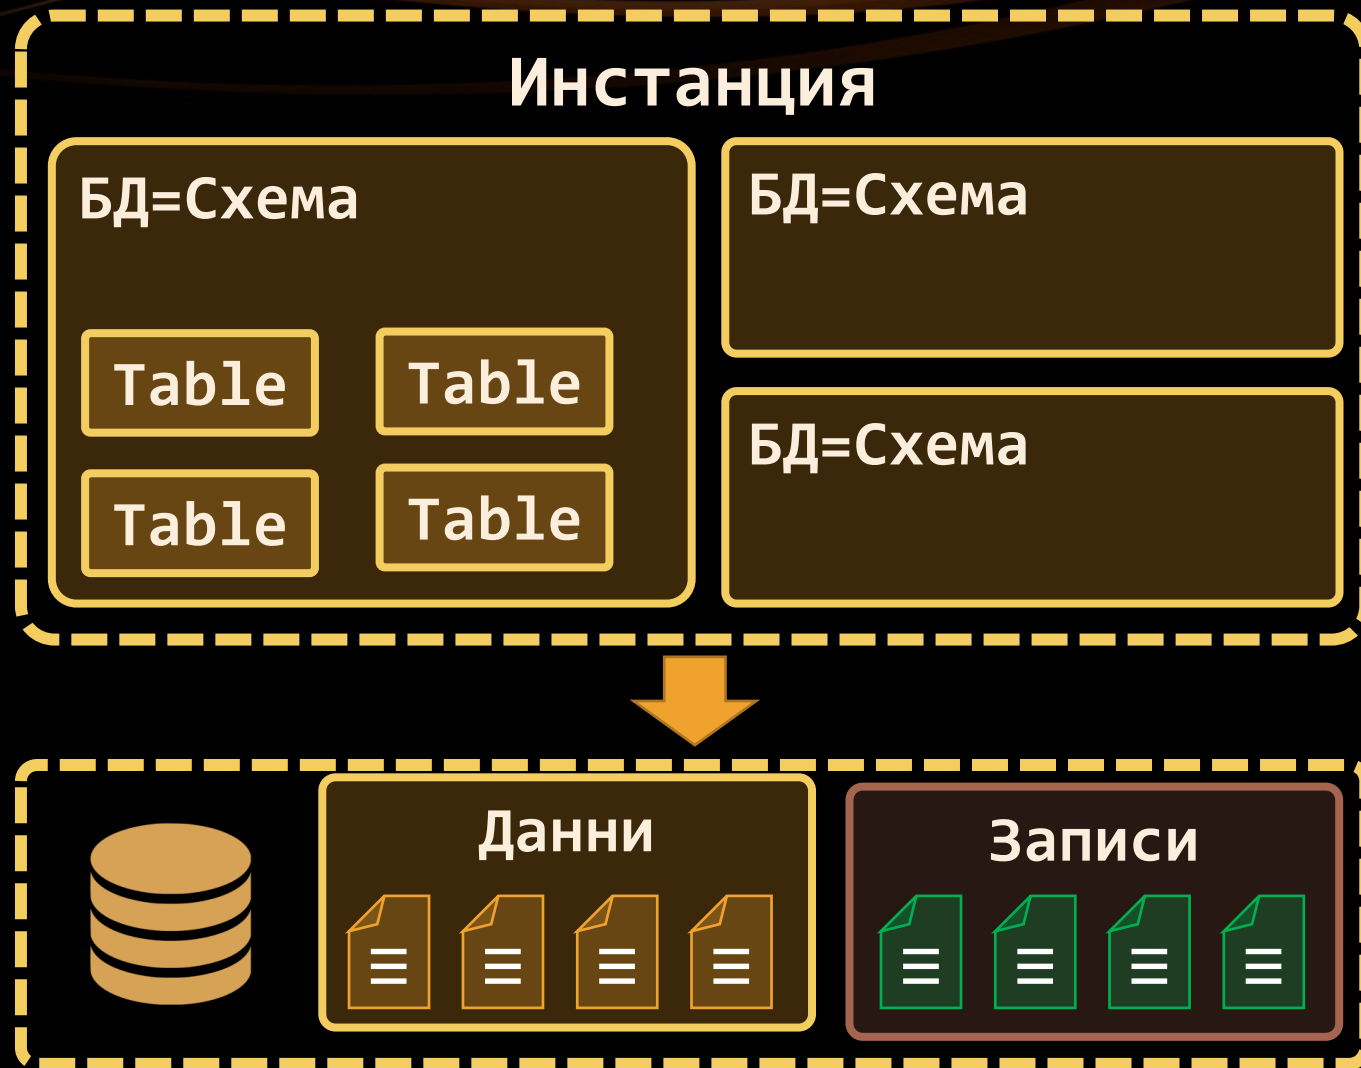 Инстанция
БД=Схема
Table
Table
Table
Table
БД=Схема
БД=Схема
Данни
Записи